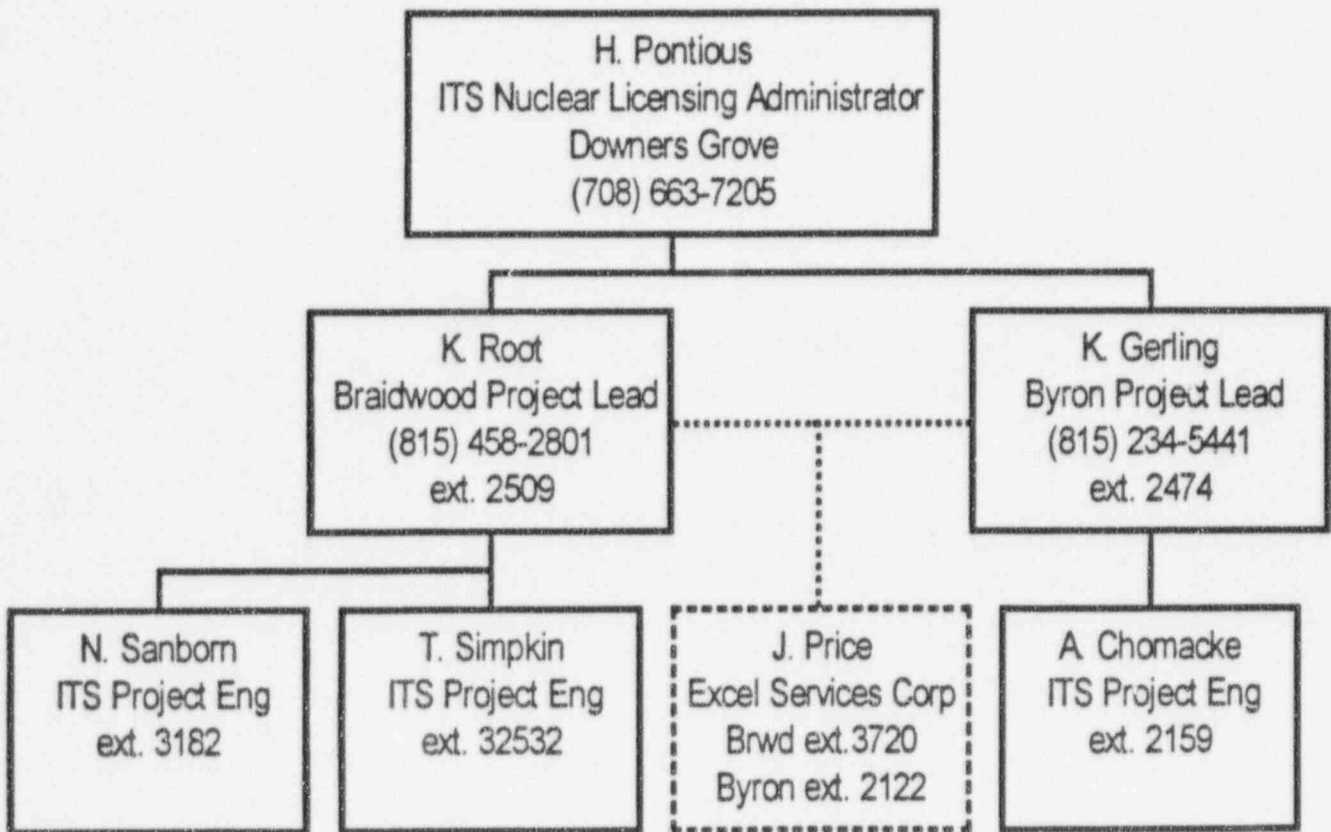 H. Pontious
ITS Nuclear Licensing Administrator
Downers Grove
(708) 663-7205
K. Root
Braidwood Project Lead
(815) 458-2801
ext. 2509
K. Gerling
Byron Project Lead
(815) 234-5441
ext. 2474
N. Sanborn
ITS Project Eng
ext. 3182
T. Simpkin
ITS Project Eng
ext. 32532
J. Price
Excel Services Corp
Brwd ext.3720
Byron ext. 2122
A. Chomacke
ITS Project Eng
ext. 2159